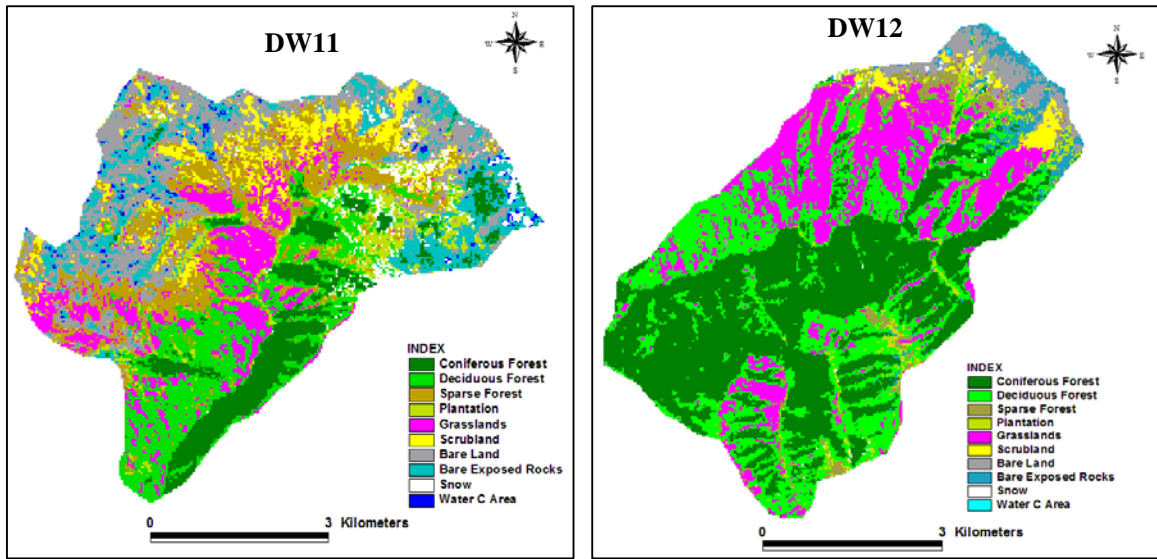 DW11
N
W E
S
INDEX
Coniferous Forest
Deciduous Forest
Sparse Forest
Plantation
Grasslands
Scrubland
Bare Land
Bare Exposed Rocks
Snow
Water C Area
0 3 Kilometers
DW12
N
W E
S
INDEX
Coniferous Forest
Deciduous Forest
Sparse Forest
Plantation
Grasslands
Scrubland
Bare Land
Bare Exposed Rocks
Snow
Water C Area
0 3 Kilometers